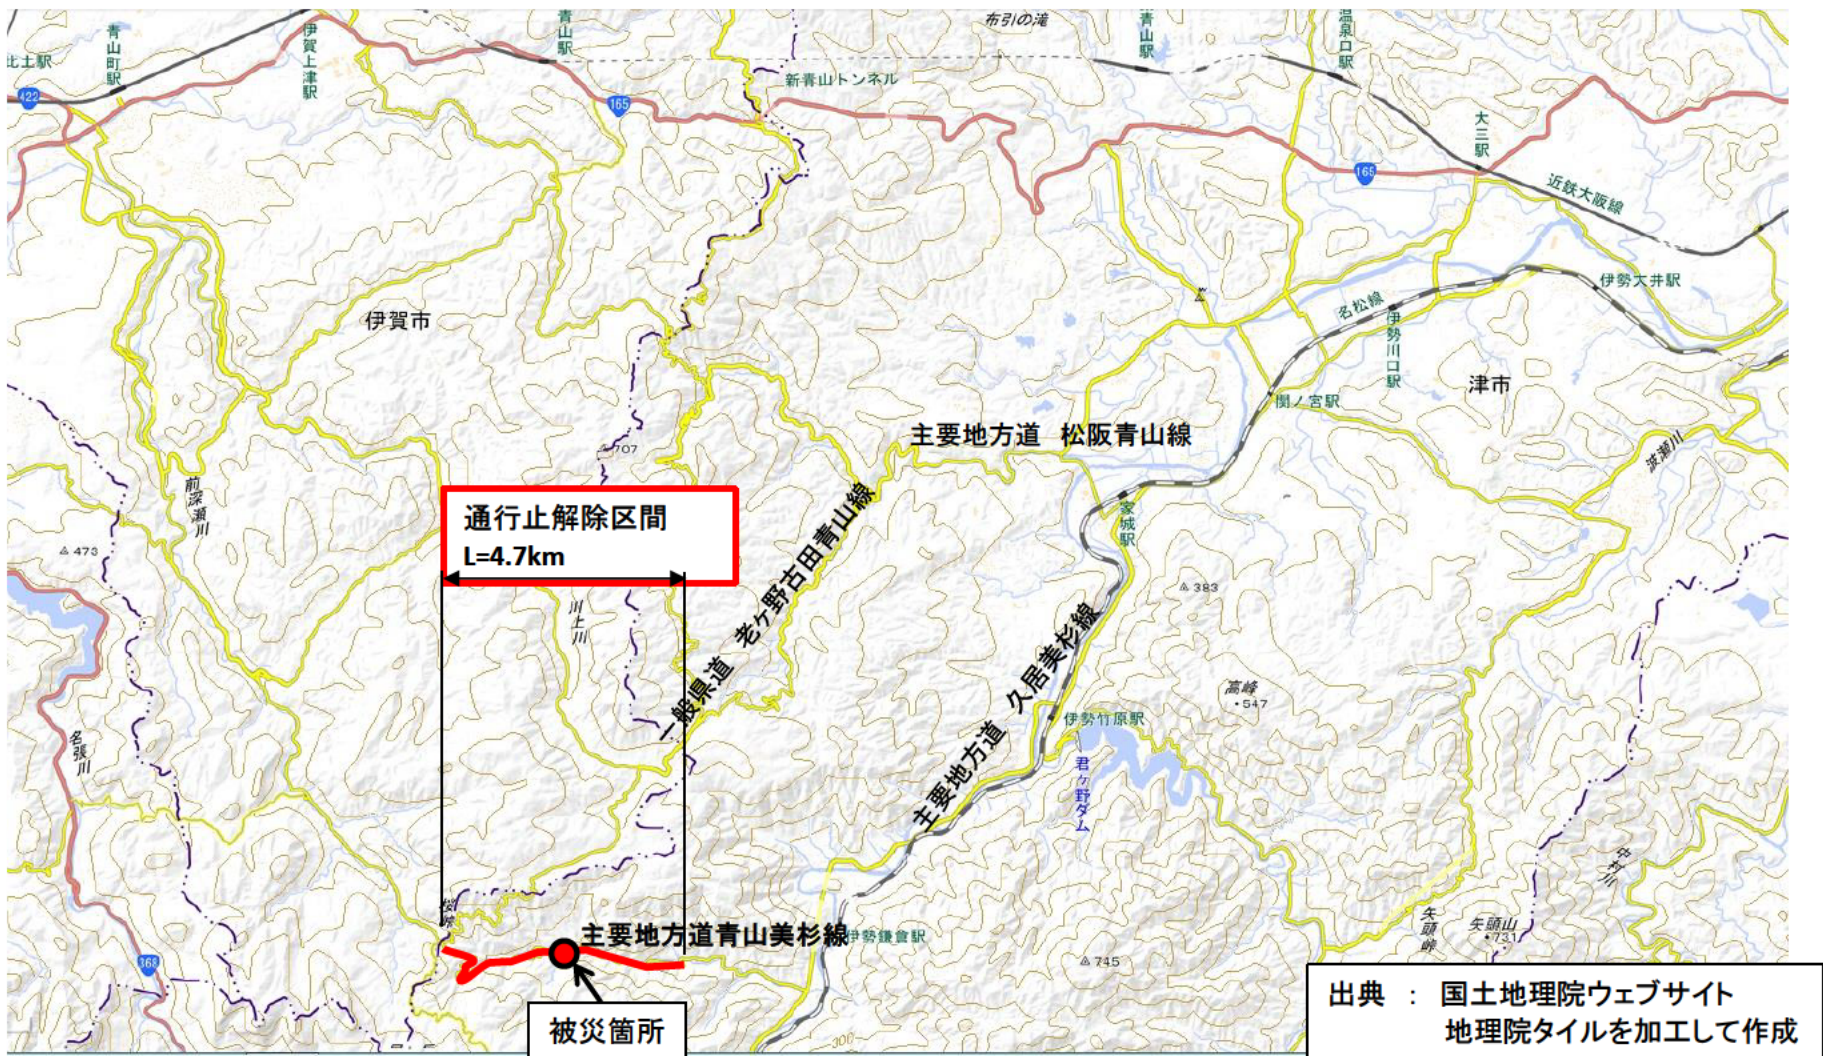 布引の滝
青山町駅
伊賀上津駅
青山駅
青山駅
温泉口駅
比土駅
422
165
新青山トンネル
大三駅
165
近鉄大阪線
伊勢大井駅
名松線
伊勢川口駅
伊賀市
津市
関ノ宮駅
主要地方道 松阪青山線
707
波瀬川
前深瀬川
通行止解除区間
L=4.7km
家城駅
473
川上川
一般県道 老ケ野古田青山線
383
主要地方道 久居美杉線
高峰
547
伊勢竹原駅
名張川
君ヶ野ダム
中村川
桜峠
矢頭峠
矢頭山
731
主要地方道青山美杉線
伊勢鎌倉駅
368
745
被災箇所
300
出典 : 国土地理院ウェブサイト
地理院タイルを加工して作成